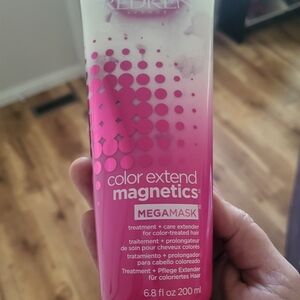 REDKEN
color extend
magnetics
MEGAMASK
treatment + care extender
for color-treated hair
traitement + prolongateur
de soin pour cheveux colorés
tratamiento + prolongador
para cabello coloreado
Treatment + Pflege Extender
für coloriertes Haar
6.8 fl oz 200 ml